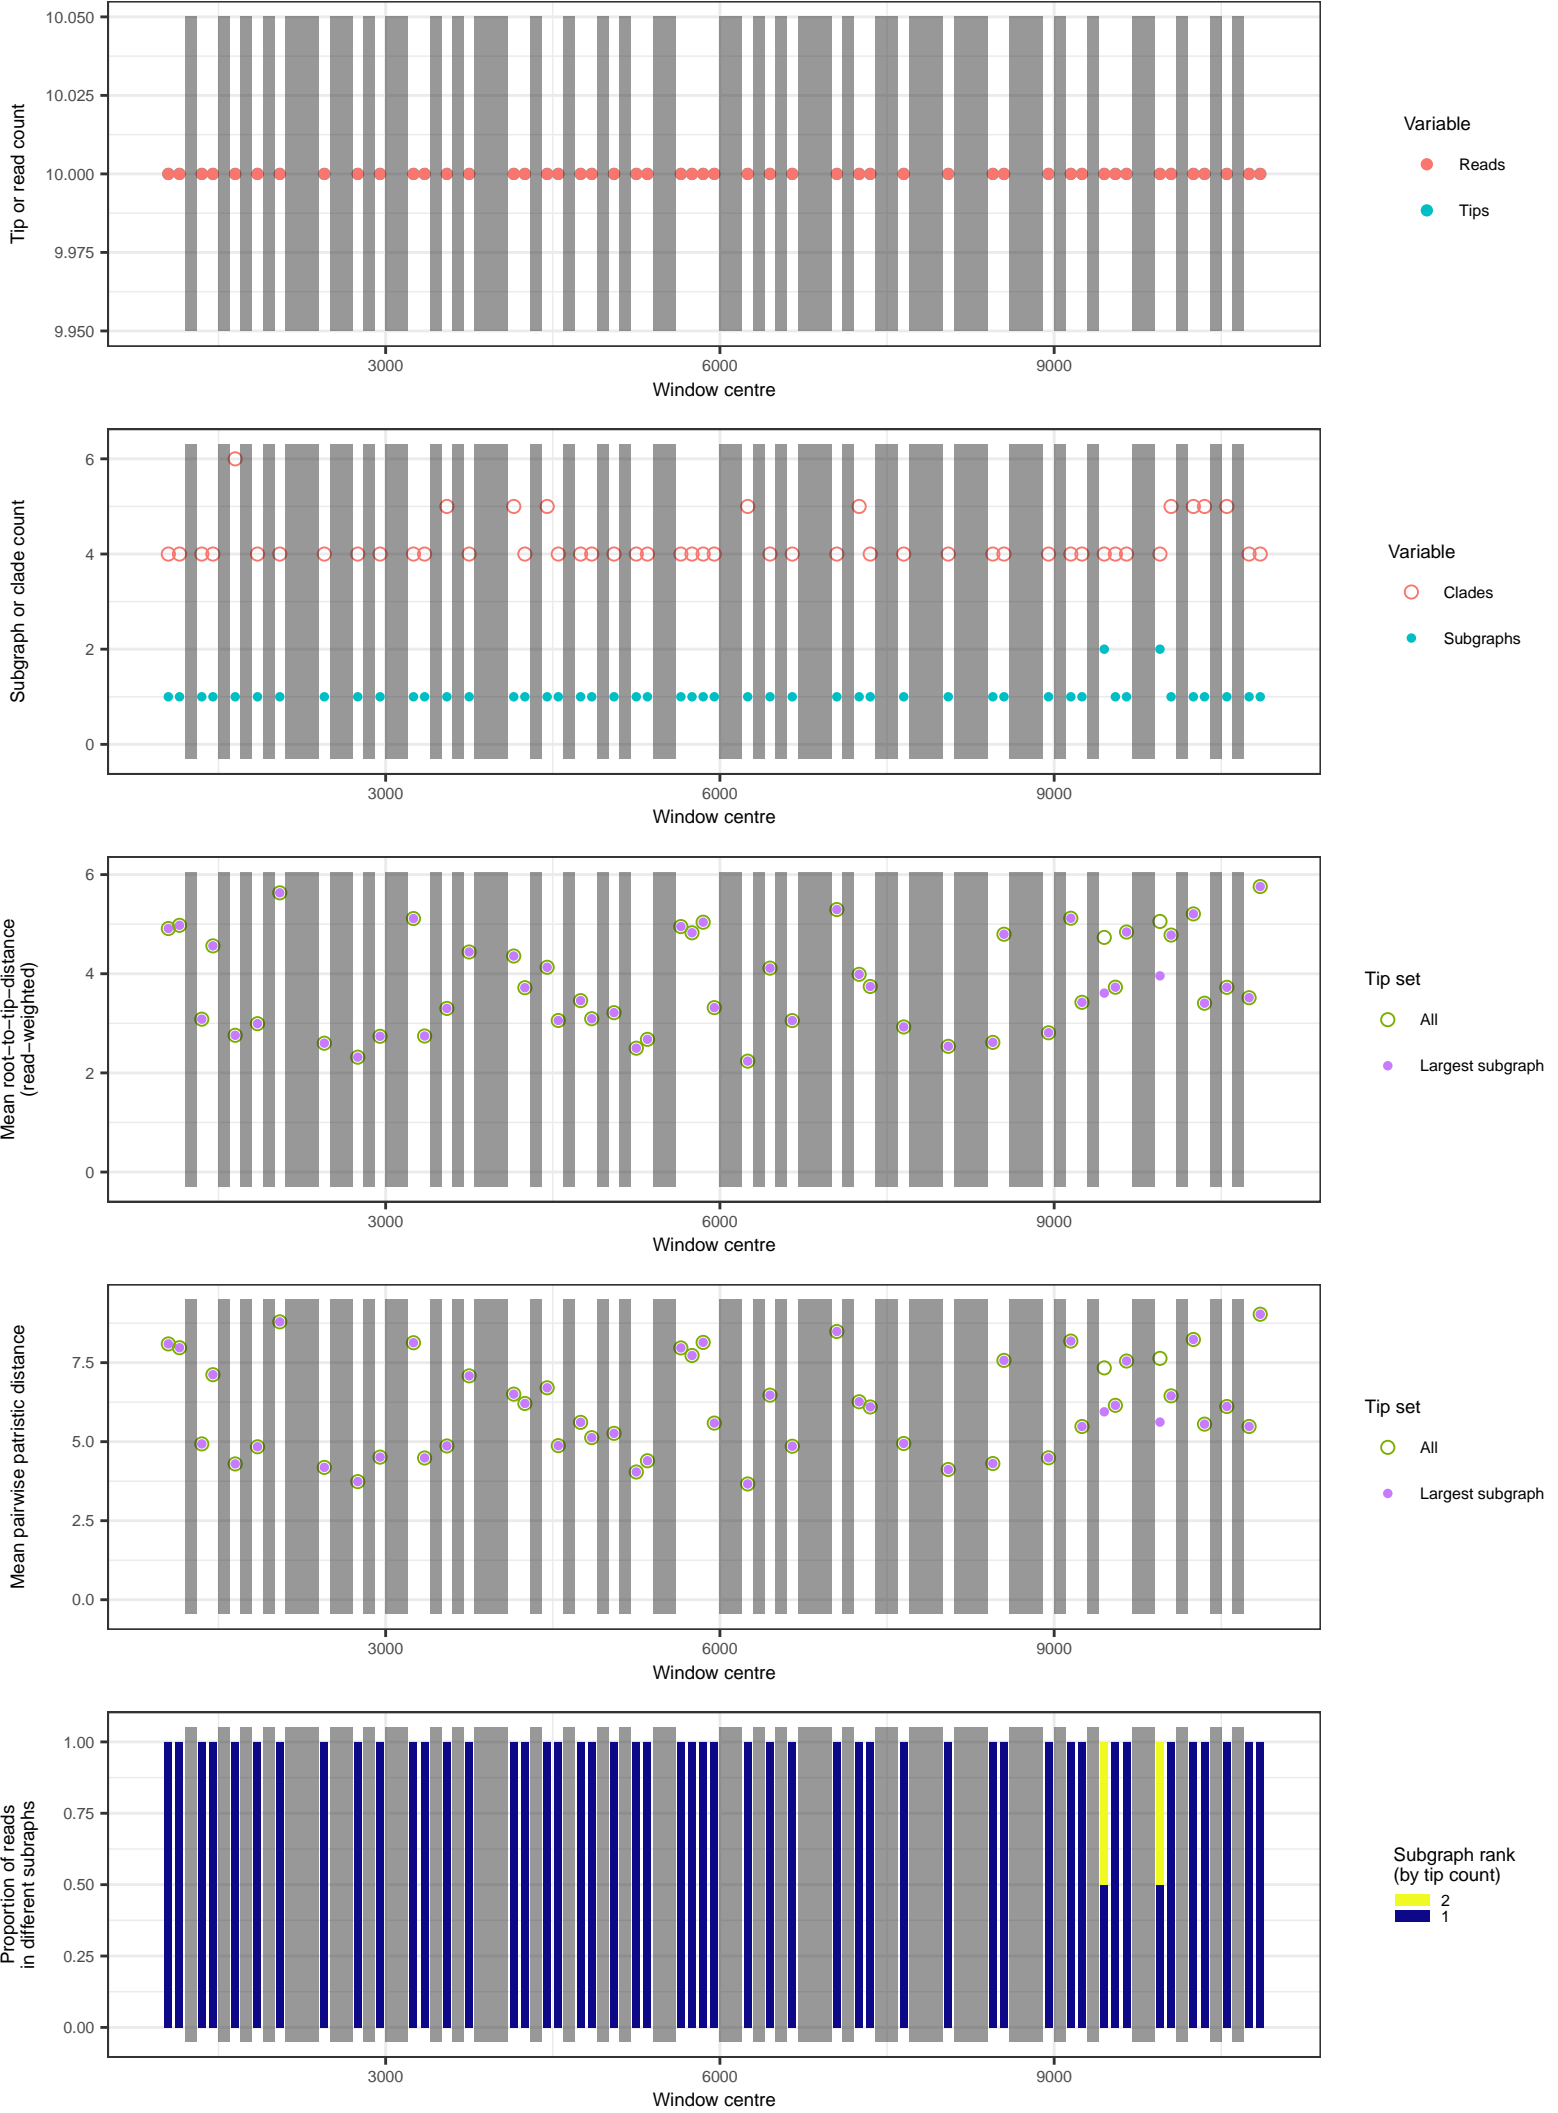 10.050
10.025
10.000
9.975
9.950
Tip or read count
3000
6000
9000
Window centre
Variable
Reads
Tips
6
4
2
0
Subgraph or clade count
3000
6000
9000
Window centre
Variable
Clades
Subgraphs
6
4
2
0
Mean root−to−tip−distance
(read−weighted)
3000
6000
9000
Window centre
Tip set
All
Largest subgraph
7.5
5.0
2.5
0.0
Mean pairwise patristic distance
3000
6000
9000
Window centre
Tip set
All
Largest subgraph
1.00
0.75
0.50
0.25
0.00
Proportion of reads
in different subraphs
3000
6000
9000
Window centre
Subgraph rank
(by tip count)
2
1